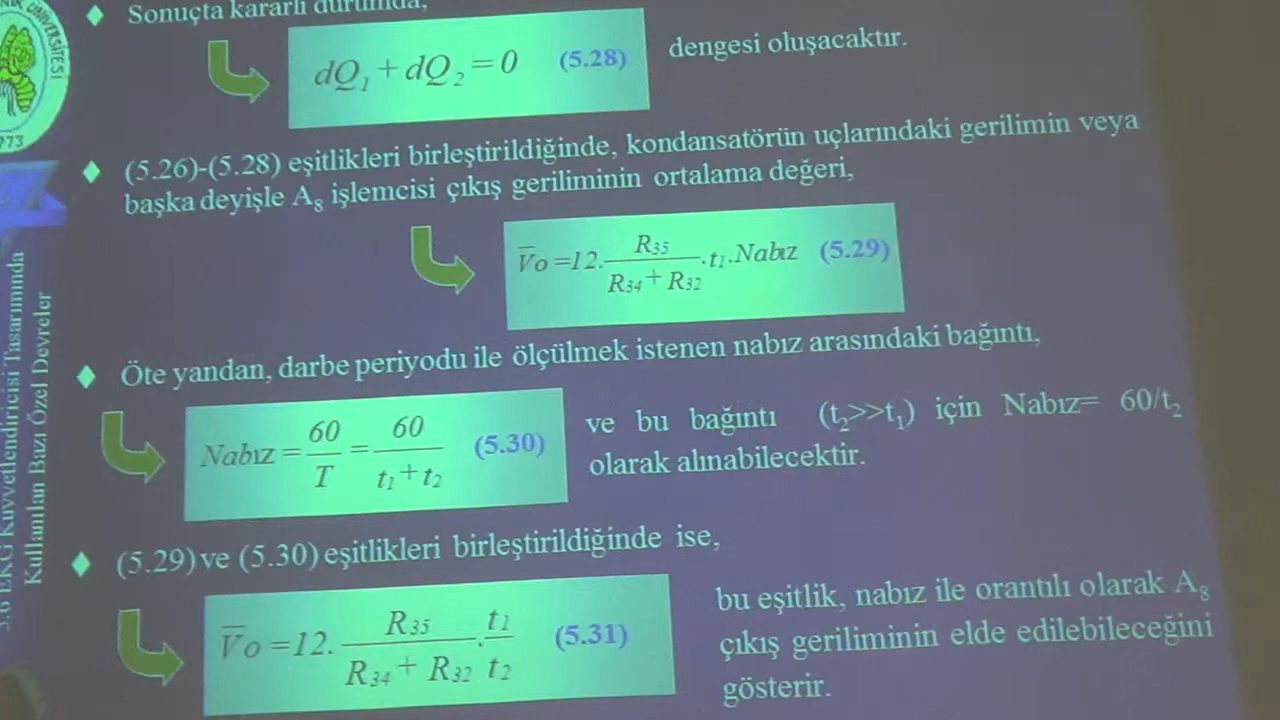 Sonuçta kararlı durumda,
dQ₁ + dQ₂ = 0 (5.28)
dengesi oluşacaktır.
(5.26)-(5.28) eşitlikleri birleştirildiğinde, kondansatörün uçlarındaki gerilimin veya
başka deyişle A₈ işlemcisi çıkış geriliminin ortalama değeri,
V̅o =12. R35 / (R34 + R32) .t₁.Nabız (5.29)
Öte yandan, darbe periyodu ile ölçülmek istenen nabız arasındaki bağıntı,
Nabız = 60 / T = 60 / (t₁ + t₂) (5.30)
ve bu bağıntı (t₂>>t₁) için Nabız= 60/t₂
olarak alınabilecektir.
(5.29) ve (5.30) eşitlikleri birleştirildiğinde ise,
V̅o =12. R35 / (R34 + R32) . t₁ / t₂ (5.31)
bu eşitlik, nabız ile orantılı olarak A₈
çıkış geriliminin elde edilebileceğini
gösterir.
5.6 EKG Kuvvetlendiricisi Tasarımında
Kullanılan Bazı Özel Devreler
ÜNİVERSİTESİ
1773